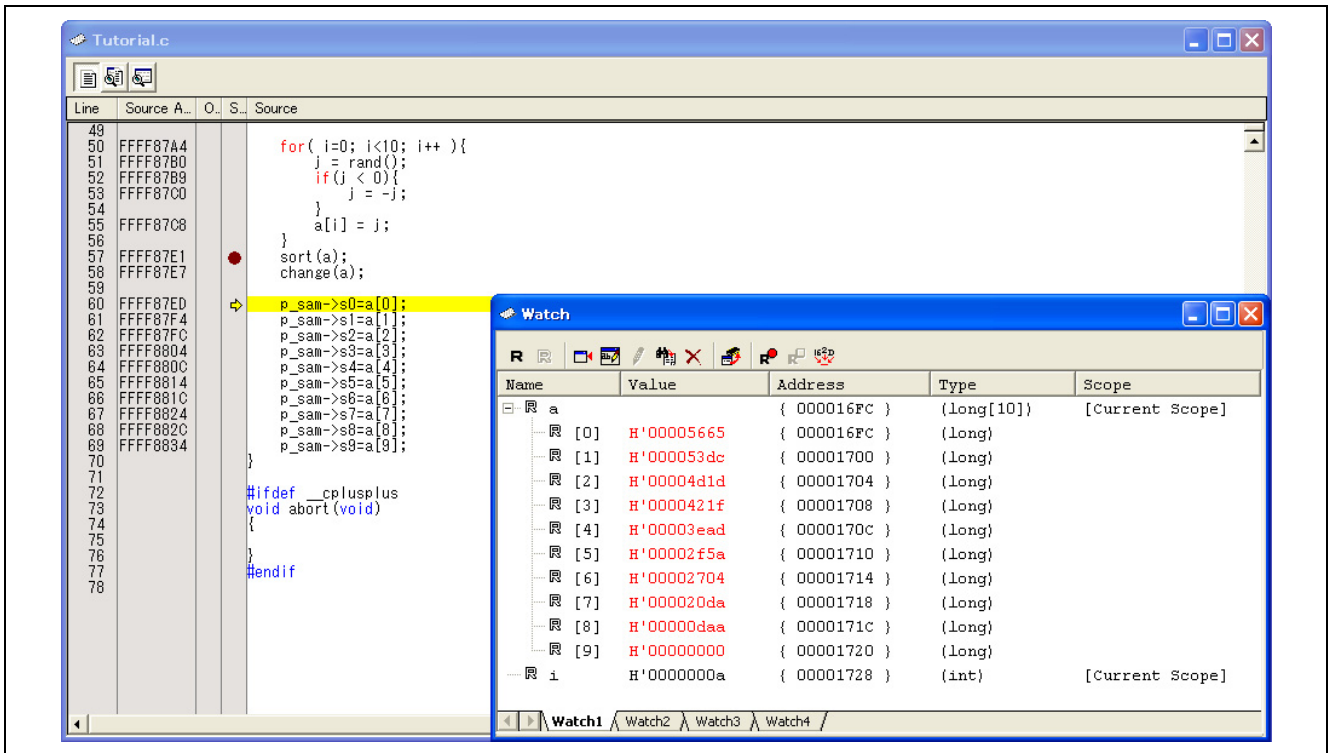 Tutorial.c
Line Source A... O.. S... Source
49
50 FFFF87A4 for( i=0; i<10; i++ ){
51 FFFF87B0 j = rand();
52 FFFF87B9 if(j < 0){
53 FFFF87C0 j = -j;
54 }
55 FFFF87C8 a[i] = j;
56 }
57 FFFF87E1 sort(a);
58 FFFF87E7 change(a);
59
60 FFFF87ED p_sam->s0=a[0];
61 FFFF87F4 p_sam->s1=a[1];
62 FFFF87FC p_sam->s2=a[2];
63 FFFF8804 p_sam->s3=a[3];
64 FFFF880C p_sam->s4=a[4];
65 FFFF8814 p_sam->s5=a[5];
66 FFFF881C p_sam->s6=a[6];
67 FFFF8824 p_sam->s7=a[7];
68 FFFF882C p_sam->s8=a[8];
69 FFFF8834 p_sam->s9=a[9];
70 }
71
72 #ifdef __cplusplus
73 void abort(void)
74 {
75
76 }
77 #endif
78
Watch
Name Value Address Type Scope
R a { 000016FC } (long[10]) [Current Scope]
R [0] H'00005665 { 000016FC } (long)
R [1] H'000053dc { 00001700 } (long)
R [2] H'00004d1d { 00001704 } (long)
R [3] H'0000421f { 00001708 } (long)
R [4] H'00003ead { 0000170C } (long)
R [5] H'00002f5a { 00001710 } (long)
R [6] H'00002704 { 00001714 } (long)
R [7] H'000020da { 00001718 } (long)
R [8] H'00000daa { 0000171C } (long)
R [9] H'00000000 { 00001720 } (long)
R i H'0000000a { 00001728 } (int) [Current Scope]
Watch1 Watch2 Watch3 Watch4